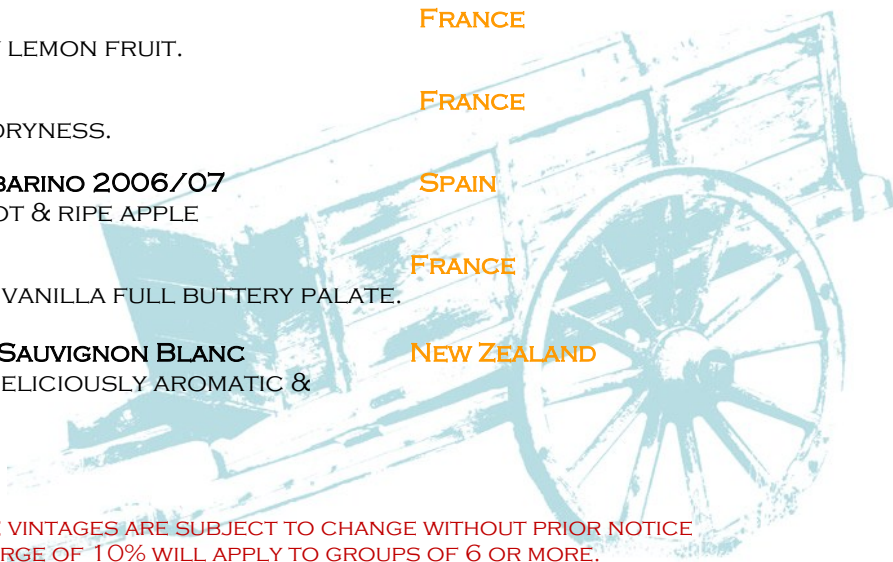 France
LEMON FRUIT.
France
DRYNESS.
BARINO 2006/07 Spain
OT & RIPE APPLE
France
VANILLA FULL BUTTERY PALATE.
Sauvignon Blanc New Zealand
ELICIOUSLY AROMATIC &
E VINTAGES ARE SUBJECT TO CHANGE WITHOUT PRIOR NOTICE
ARGE OF 10% WILL APPLY TO GROUPS OF 6 OR MORE.